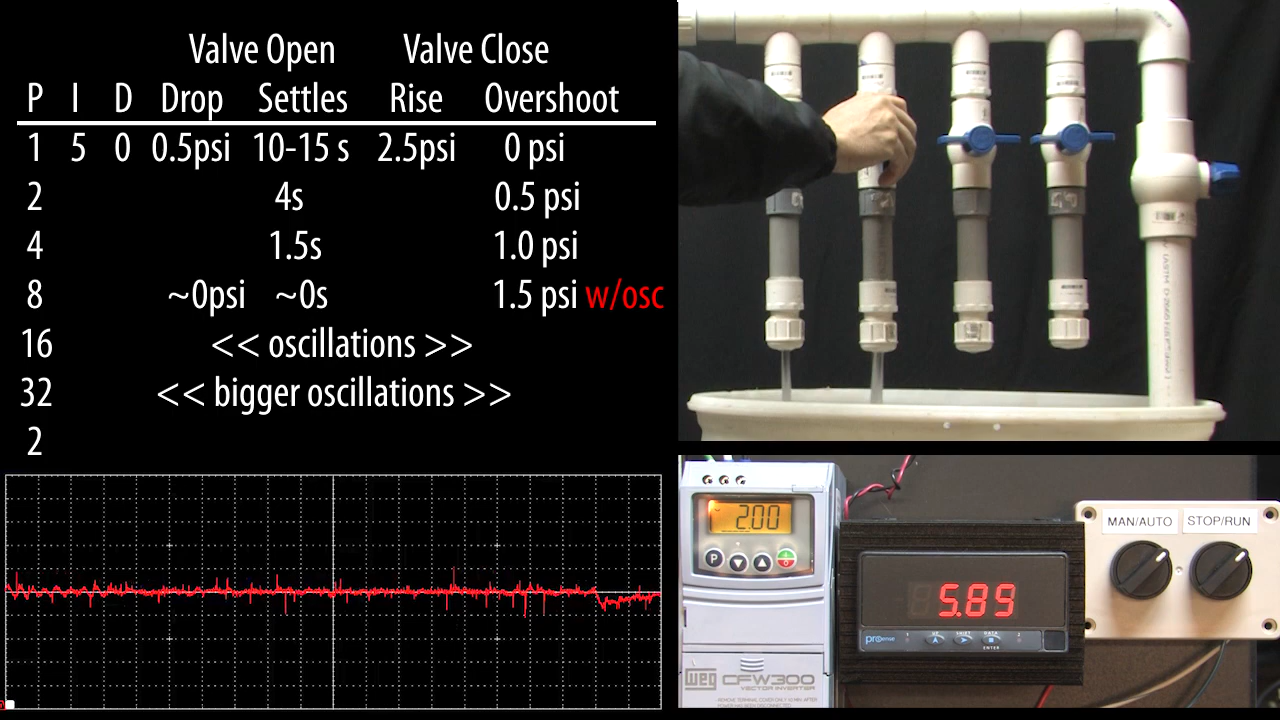 Valve Open Valve Close
P I D Drop Settles Rise Overshoot
1 5 0 0.5psi 10-15 s 2.5psi 0 psi
2 4s 0.5 psi
4 1.5s 1.0 psi
8 ~0psi ~0s 1.5 psi w/osc
16 << oscillations >>
32 << bigger oscillations >>
2
2.00
P
MAN/AUTO STOP/RUN
5.89
prosense
ENTER
WEG CFW300
VECTOR INVERTER